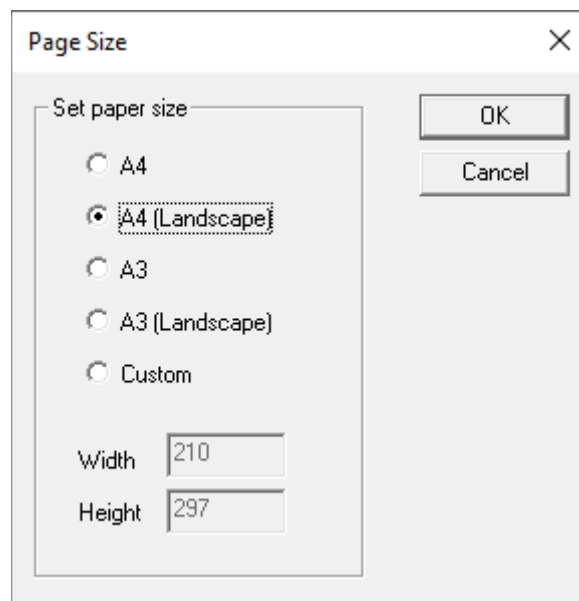 Page Size
Set paper size
OK
A4
Cancel
A4 (Landscape)
A3
A3 (Landscape)
Custom
Width 210
Height 297